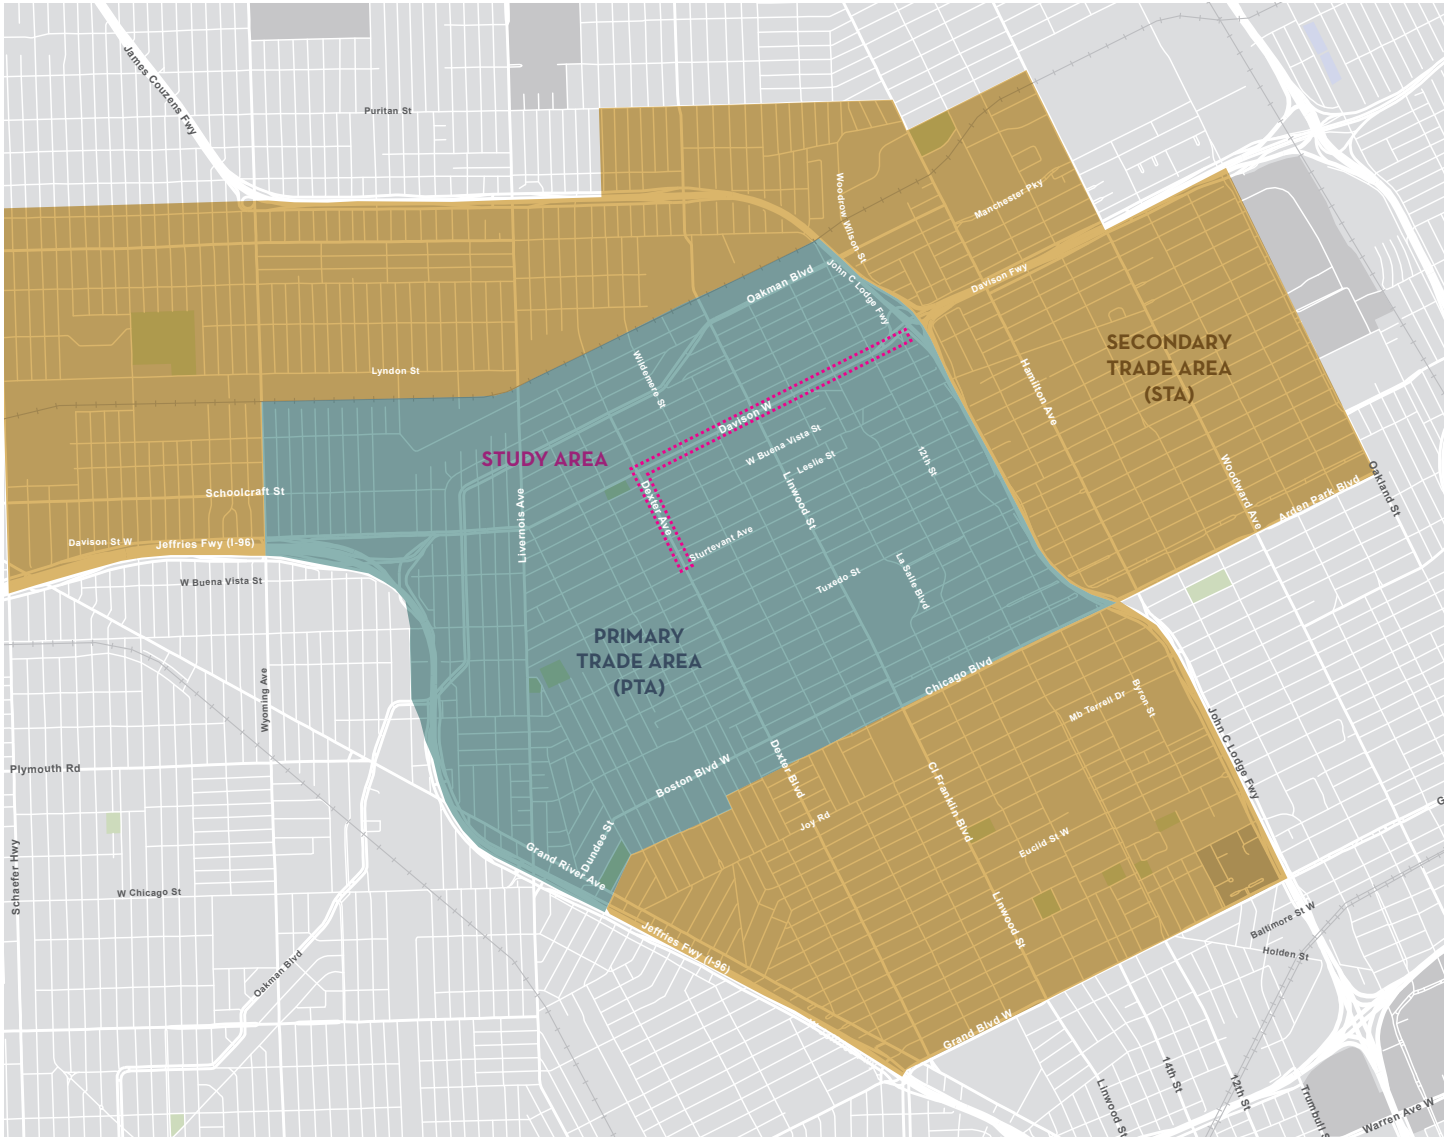 James Couzens Fwy
Puritan St
Woodrow Wilson St
Manchester Pky
Oakman Blvd
John C Lodge Fwy
Davison Fwy
SECONDARY
TRADE AREA
(STA)
Lyndon St
Wildemere St
Hamilton Ave
Davison W
W Buena Vista St
Leslie St
12th St
STUDY AREA
Schoolcraft St
Livernois Ave
Dexter Ave
Linwood St
Woodward Ave
Arden Park Blvd
Oakland St
Davison St W
Jeffries Fwy (I-96)
Sturtevant Ave
W Buena Vista St
Tuxedo St
La Salle Blvd
PRIMARY
TRADE AREA
(PTA)
Wyoming Ave
Chicago Blvd
Mb Terrell Dr
Byron St
John C Lodge Fwy
Plymouth Rd
Boston Blvd W
Dexter Blvd
Cl Franklin Blvd
Joy Rd
Euclid St W
Dundee St
Grand River Ave
Schaefer Hwy
W Chicago St
Linwood St
Jeffries Fwy (I-96)
Baltimore St W
Holden St
Oakman Blvd
Grand Blvd W
14th St
12th St
Linwood St
Trumbull
Warren Ave W